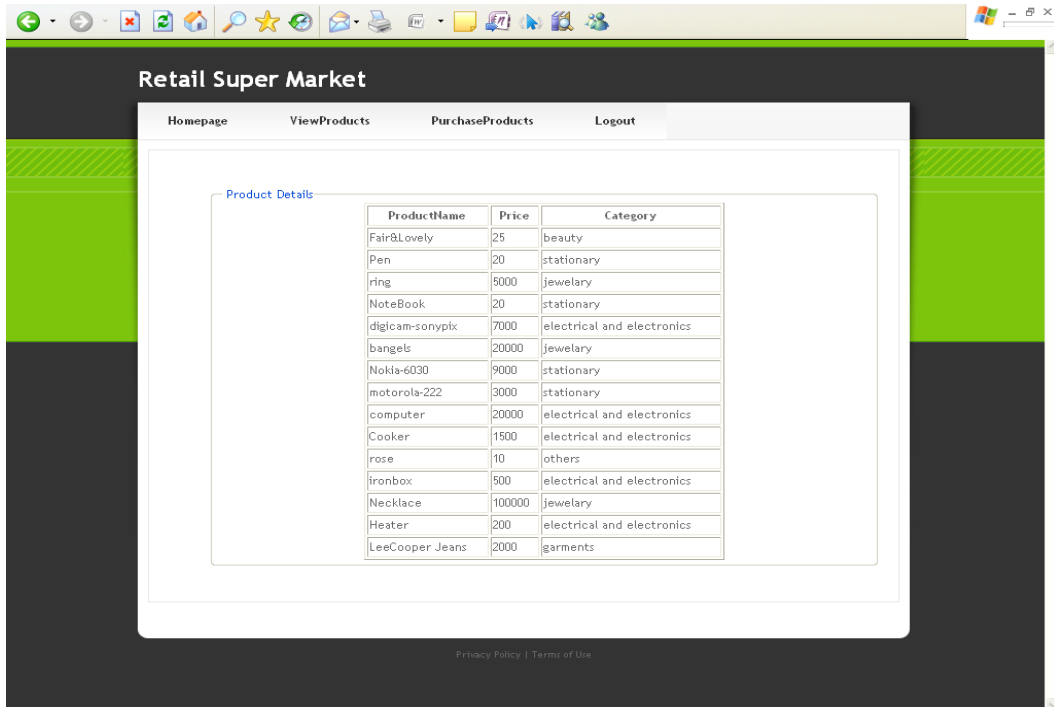 Retail Super Market
Homepage ViewProducts PurchaseProducts Logout
Product Details
ProductName Price Category
Fair&Lovely 25 beauty
Pen 20 stationary
ring 5000 jewelary
NoteBook 20 stationary
digicam-sonypix 7000 electrical and electronics
bangels 20000 jewelary
Nokia-6030 9000 stationary
motorola-222 3000 stationary
computer 20000 electrical and electronics
Cooker 1500 electrical and electronics
rose 10 others
ironbox 500 electrical and electronics
Necklace 100000 jewelary
Heater 200 electrical and electronics
LeeCooper Jeans 2000 garments
Privacy Policy | Terms of Use